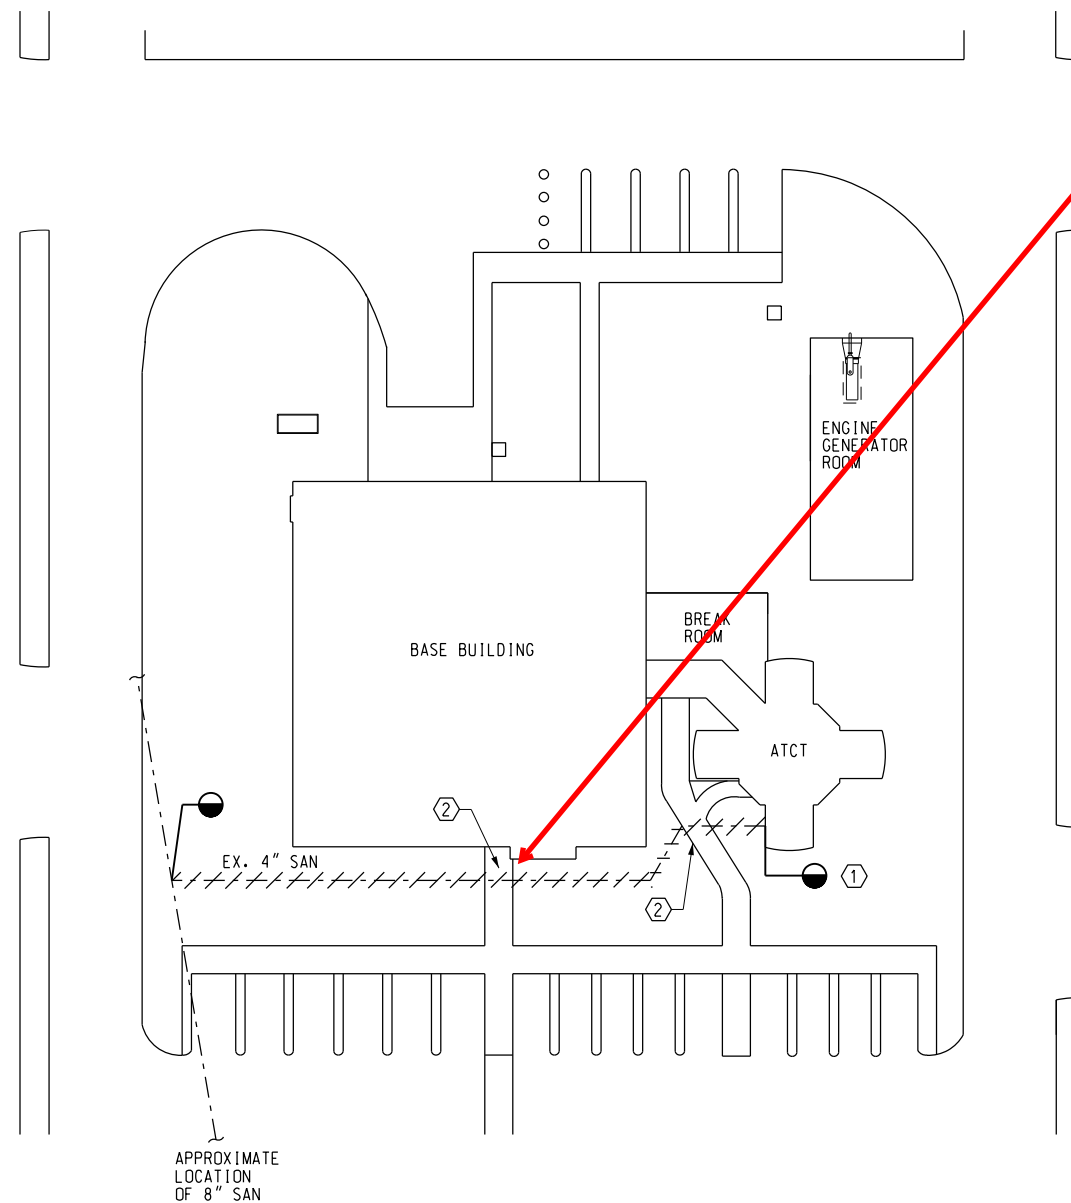 ENGINE
GENERATOR
ROOM
BREAK
ROOM
BASE BUILDING
ATCT
2
EX. 4" SAN
1
2
APPROXIMATE
LOCATION
OF 8" SAN